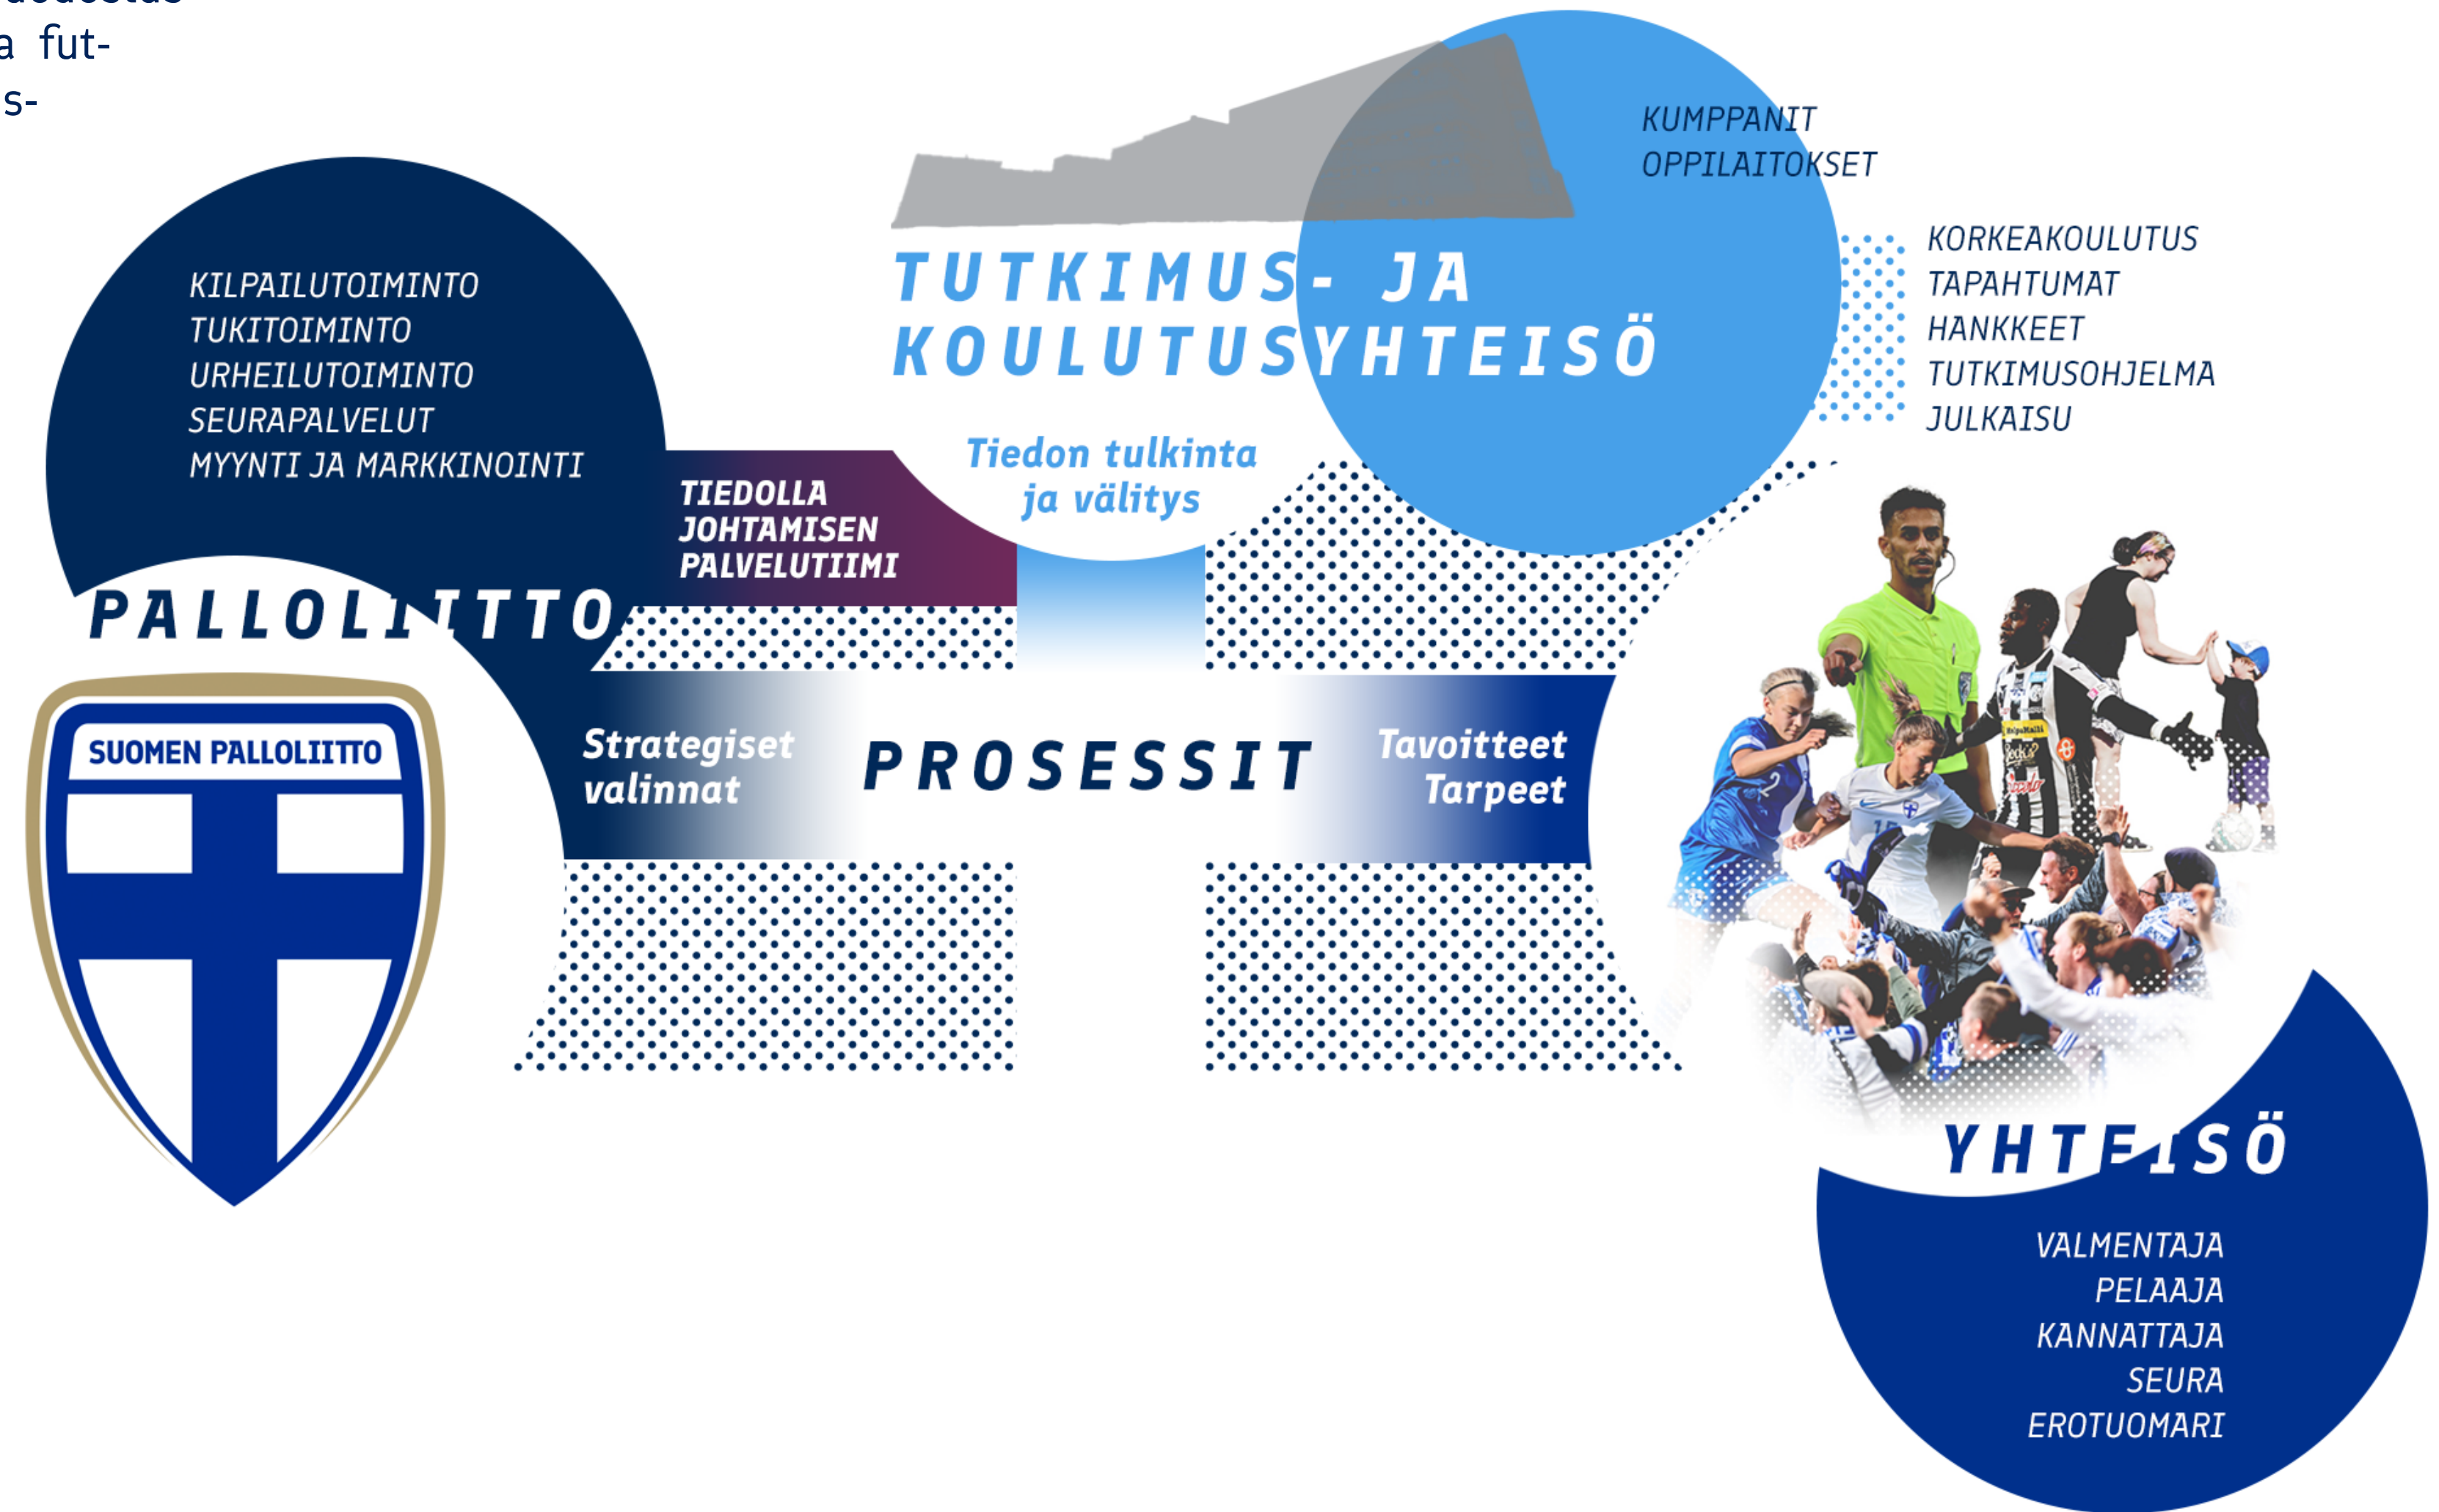 a fut-
s-
KUMPPANIT
OPPILAITOKSET
KORKEAKOULUTUS
TAPAHTUMAT
HANKKEET
TUTKIMUSOHJELMA
JULKAISU
TUTKIMUS- JA
KOULUTUSYHTEISÖ
Tiedon tulkinta
ja välitys
KILPAILUTOIMINTO
TUKITOIMINTO
URHEILUTOIMINTO
SEURAPALVELUT
MYYNTI JA MARKKINOINTI
TIEDOLLA
JOHTAMISEN
PALVELUTIIMI
PALLOLIITTO
SUOMEN PALLOLIITTO
Strategiset
valinnat
PROSESSIT
Tavoitteet
Tarpeet
2
15
YHTEISÖ
VALMENTAJA
PELAAJA
KANNATTAJA
SEURA
EROTUOMARI